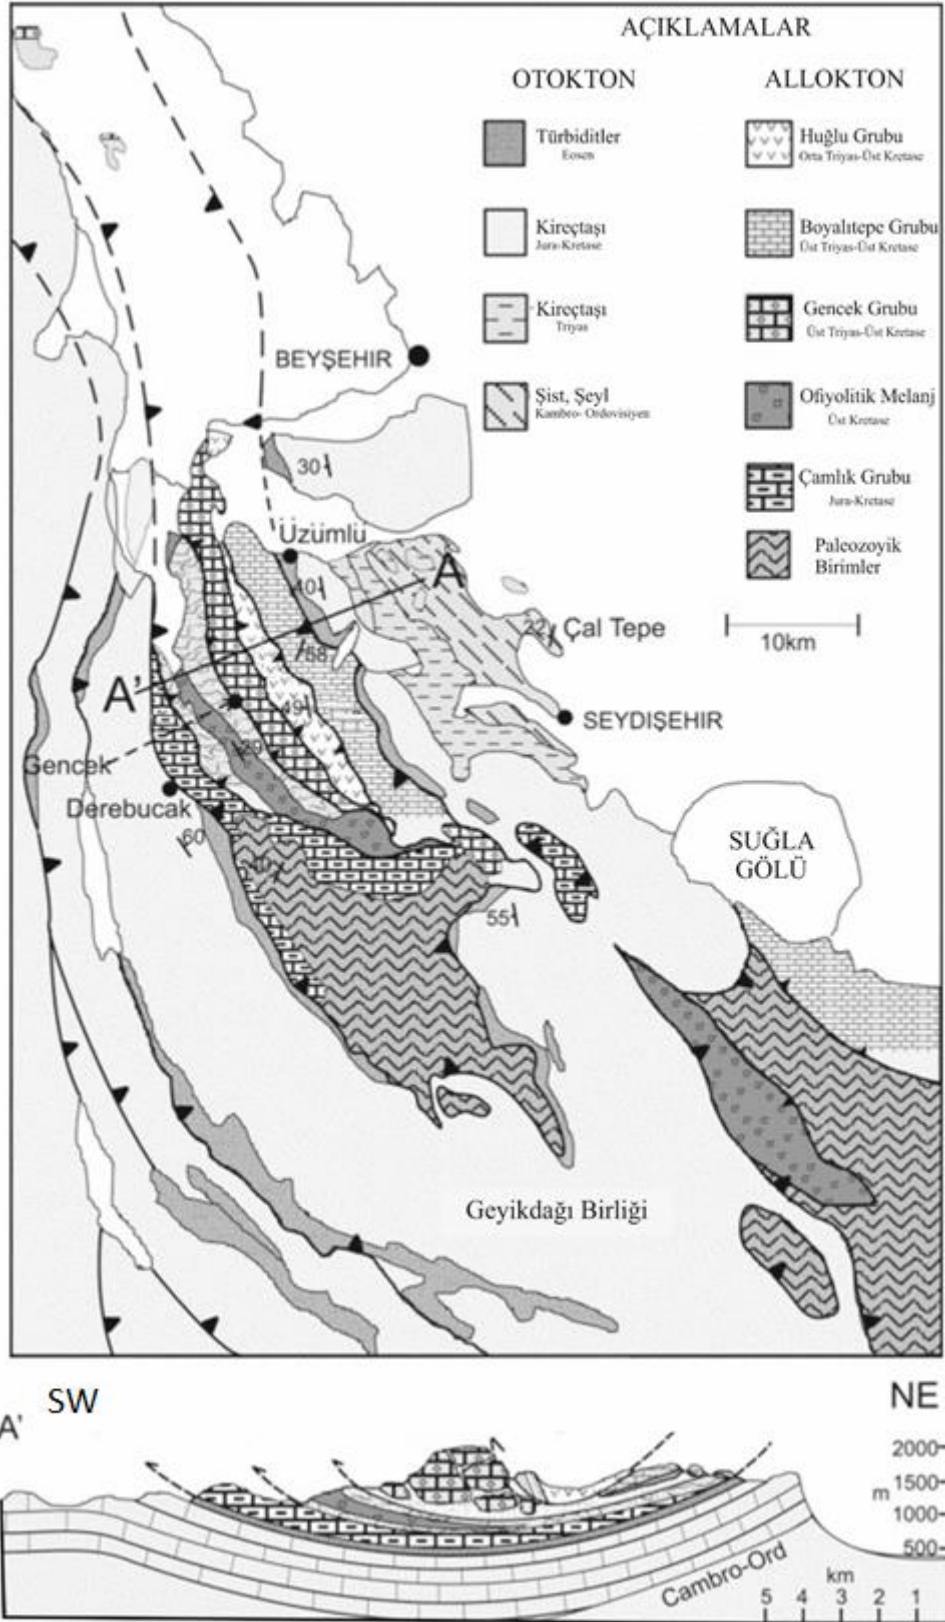 AÇIKLAMALAR
OTOKTON
Türbiditler
Eosen
Kireçtaşı
Jura-Kretase
Kireçtaşı
Triyas
Şist, Şeyl
Kambro- Ordovisiyen
ALLOKTON
Huğlu Grubu
Orta Triyas-Üst Kretase
Boyalıtepe Grubu
Üst Triyas-Üst Kretase
Gencek Grubu
Üst Triyas-Üst Kretase
Ofiyolitik Melanj
Üst Kretase
Çamlık Grubu
Jura-Kretase
Paleozoyik
Birimler
10km
BEYŞEHIR
30
Üzümlü
40
A
22
Çal Tepe
58
A'
49
SEYDIŞEHIR
29
Gencek
Derebucak
60
40
SUĞLA
GÖLÜ
55
Geyikdağı Birliği
SW
NE
A'
2000
1500
m
1000
500
Cambro-Ord
km
5 4 3 2 1